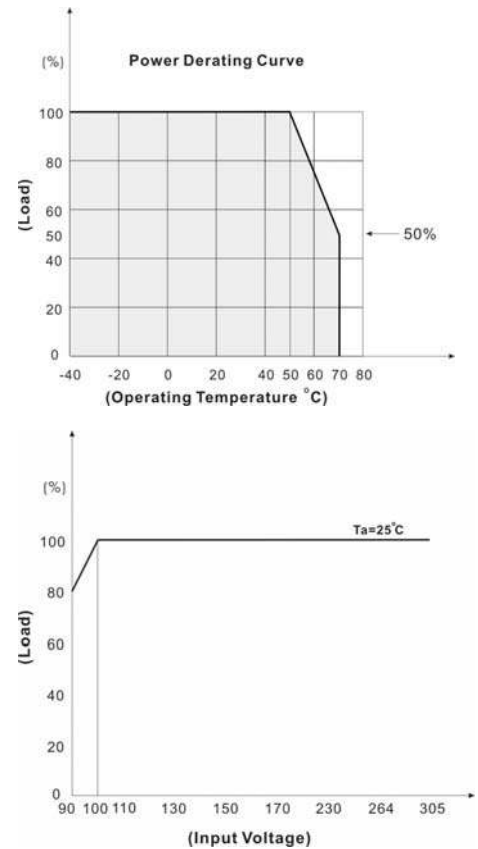 (%)
Power Derating Curve
100
80
60
50
40
20
0
(Load)
50%
-40 -20 0 20 40 50 60 70 80
(Operating Temperature °C)
(%)
Ta=25°C
100
80
60
40
20
0
(Load)
90 100 110 130 150 170 230 264 305
(Input Voltage)